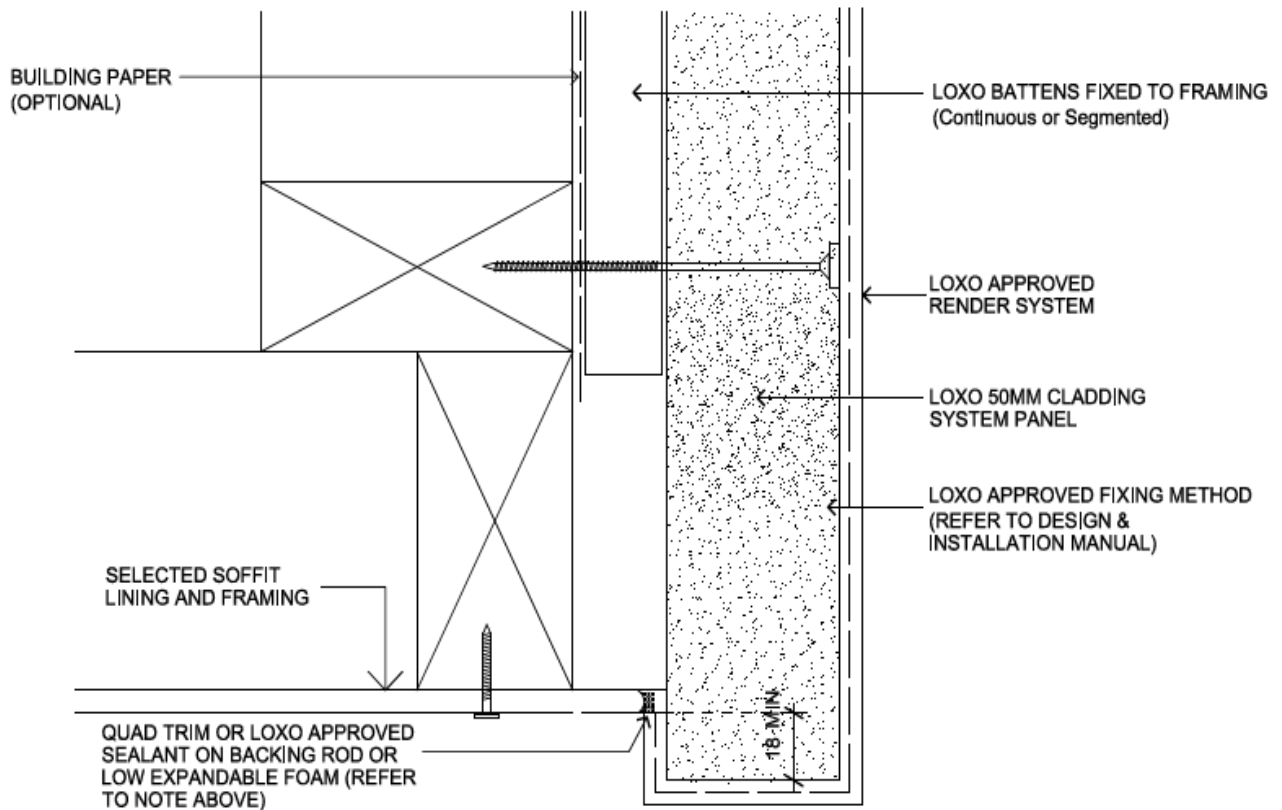 BUILDING PAPER
(OPTIONAL)
LOXO BATTENS FIXED TO FRAMING
(Continuous or Segmented)
LOXO APPROVED
RENDER SYSTEM
LOXO 50MM CLADDING
SYSTEM PANEL
LOXO APPROVED FIXING METHOD
(REFER TO DESIGN &
INSTALLATION MANUAL)
SELECTED SOFFIT
LINING AND FRAMING
18 MIN
QUAD TRIM OR LOXO APPROVED
SEALANT ON BACKING ROD OR
LOW EXPANDABLE FOAM (REFER
TO NOTE ABOVE)